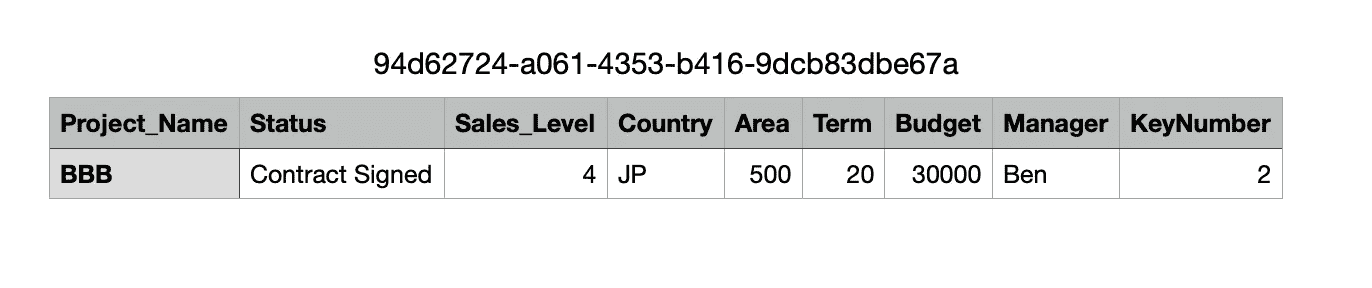 94d62724-a061-4353-b416-9dcb83dbe67a
Project_Name Status Sales_Level Country Area Term Budget Manager KeyNumber
BBB Contract Signed 4 JP 500 20 30000 Ben 2